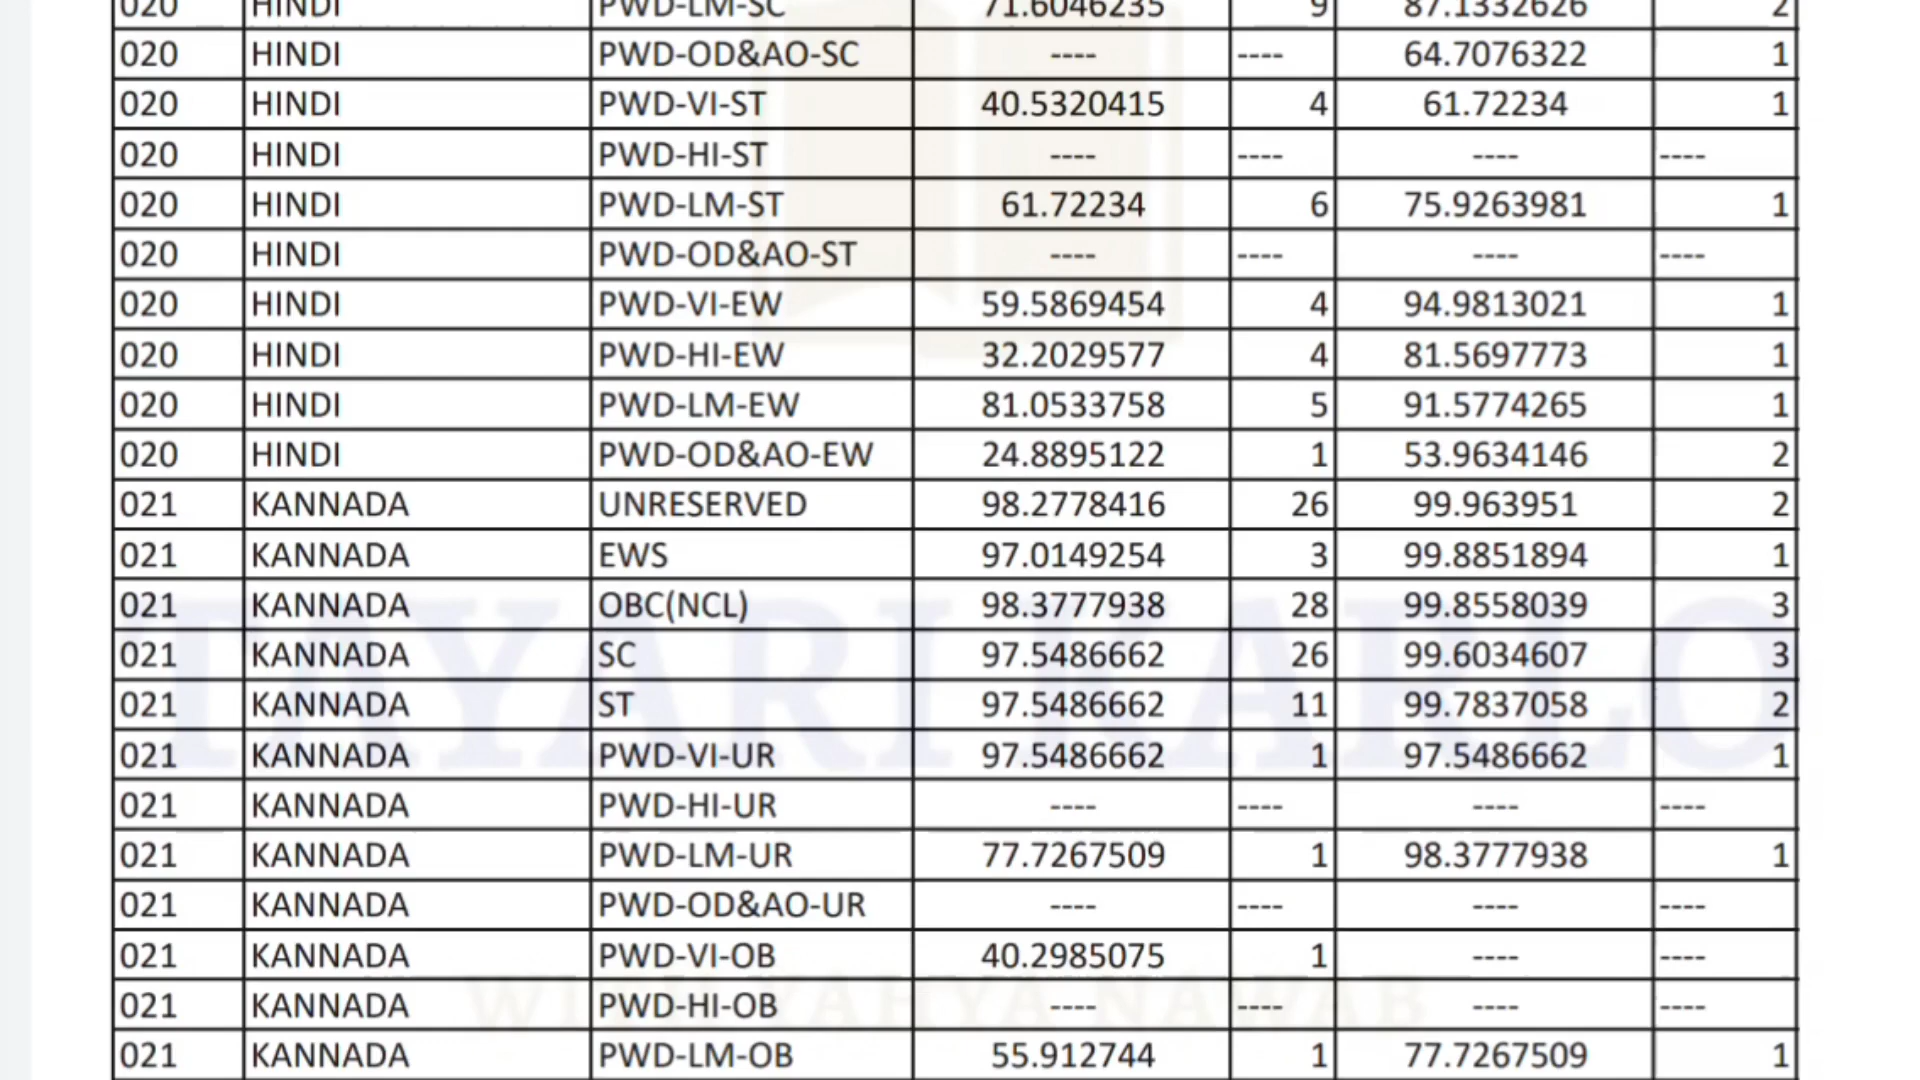 020 HINDI PWD-LM-SC 71.6046235 9 87.1332626 2
020 HINDI PWD-OD&AO-SC ---- ---- 64.7076322 1
020 HINDI PWD-VI-ST 40.5320415 4 61.72234 1
020 HINDI PWD-HI-ST ---- ---- ---- ----
020 HINDI PWD-LM-ST 61.72234 6 75.9263981 1
020 HINDI PWD-OD&AO-ST ---- ---- ---- ----
020 HINDI PWD-VI-EW 59.5869454 4 94.9813021 1
020 HINDI PWD-HI-EW 32.2029577 4 81.5697773 1
020 HINDI PWD-LM-EW 81.0533758 5 91.5774265 1
020 HINDI PWD-OD&AO-EW 24.8895122 1 53.9634146 2
021 KANNADA UNRESERVED 98.2778416 26 99.963951 2
021 KANNADA EWS 97.0149254 3 99.8851894 1
021 KANNADA OBC(NCL) 98.3777938 28 99.8558039 3
021 KANNADA SC 97.5486662 26 99.6034607 3
021 KANNADA ST 97.5486662 11 99.7837058 2
TAYARI KARLO
021 KANNADA PWD-VI-UR 97.5486662 1 97.5486662 1
021 KANNADA PWD-HI-UR ---- ---- ---- ----
021 KANNADA PWD-LM-UR 77.7267509 1 98.3777938 1
021 KANNADA PWD-OD&AO-UR ---- ---- ---- ----
021 KANNADA PWD-VI-OB 40.2985075 1 ---- ----
021 KANNADA PWD-HI-OB ---- ---- ---- ----
WITH YAHYA NAWAB
021 KANNADA PWD-LM-OB 55.912744 1 77.7267509 1